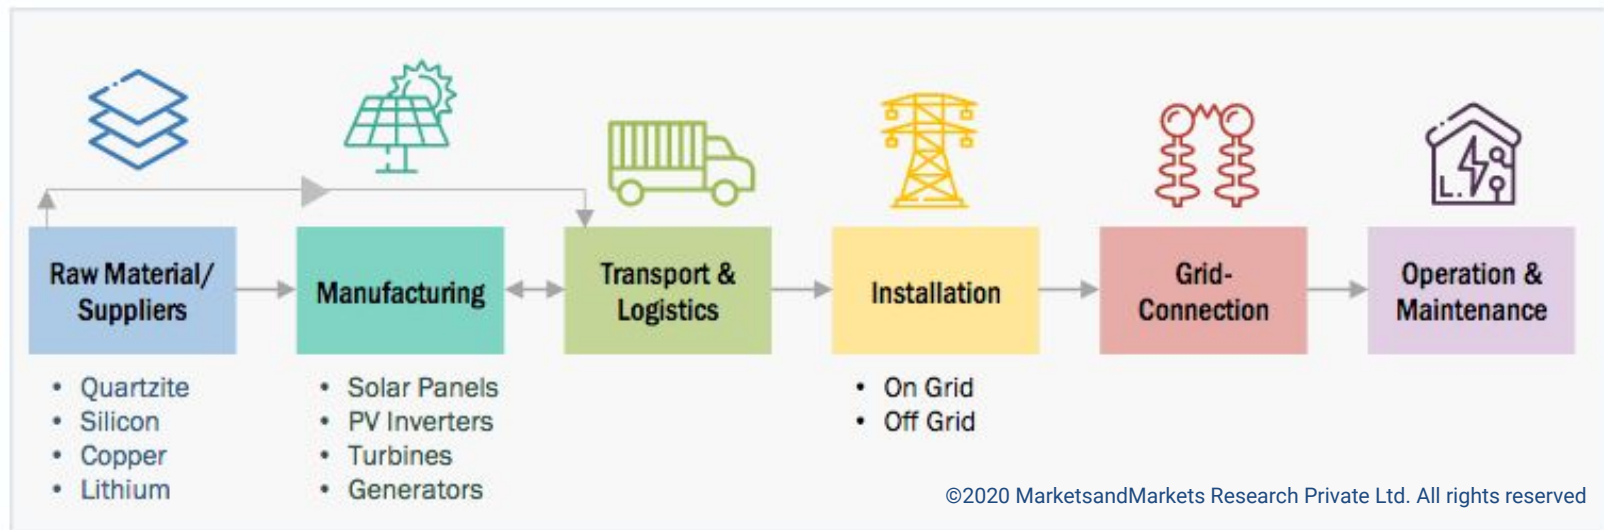 Raw Material/
Suppliers
Manufacturing
Transport &
Logistics
Installation
Grid-
Connection
Operation &
Maintenance
• Quartzite
• Silicon
• Copper
• Lithium
• Solar Panels
• PV Inverters
• Turbines
• Generators
• On Grid
• Off Grid
L.
©2020 MarketsandMarkets Research Private Ltd. All rights reserved